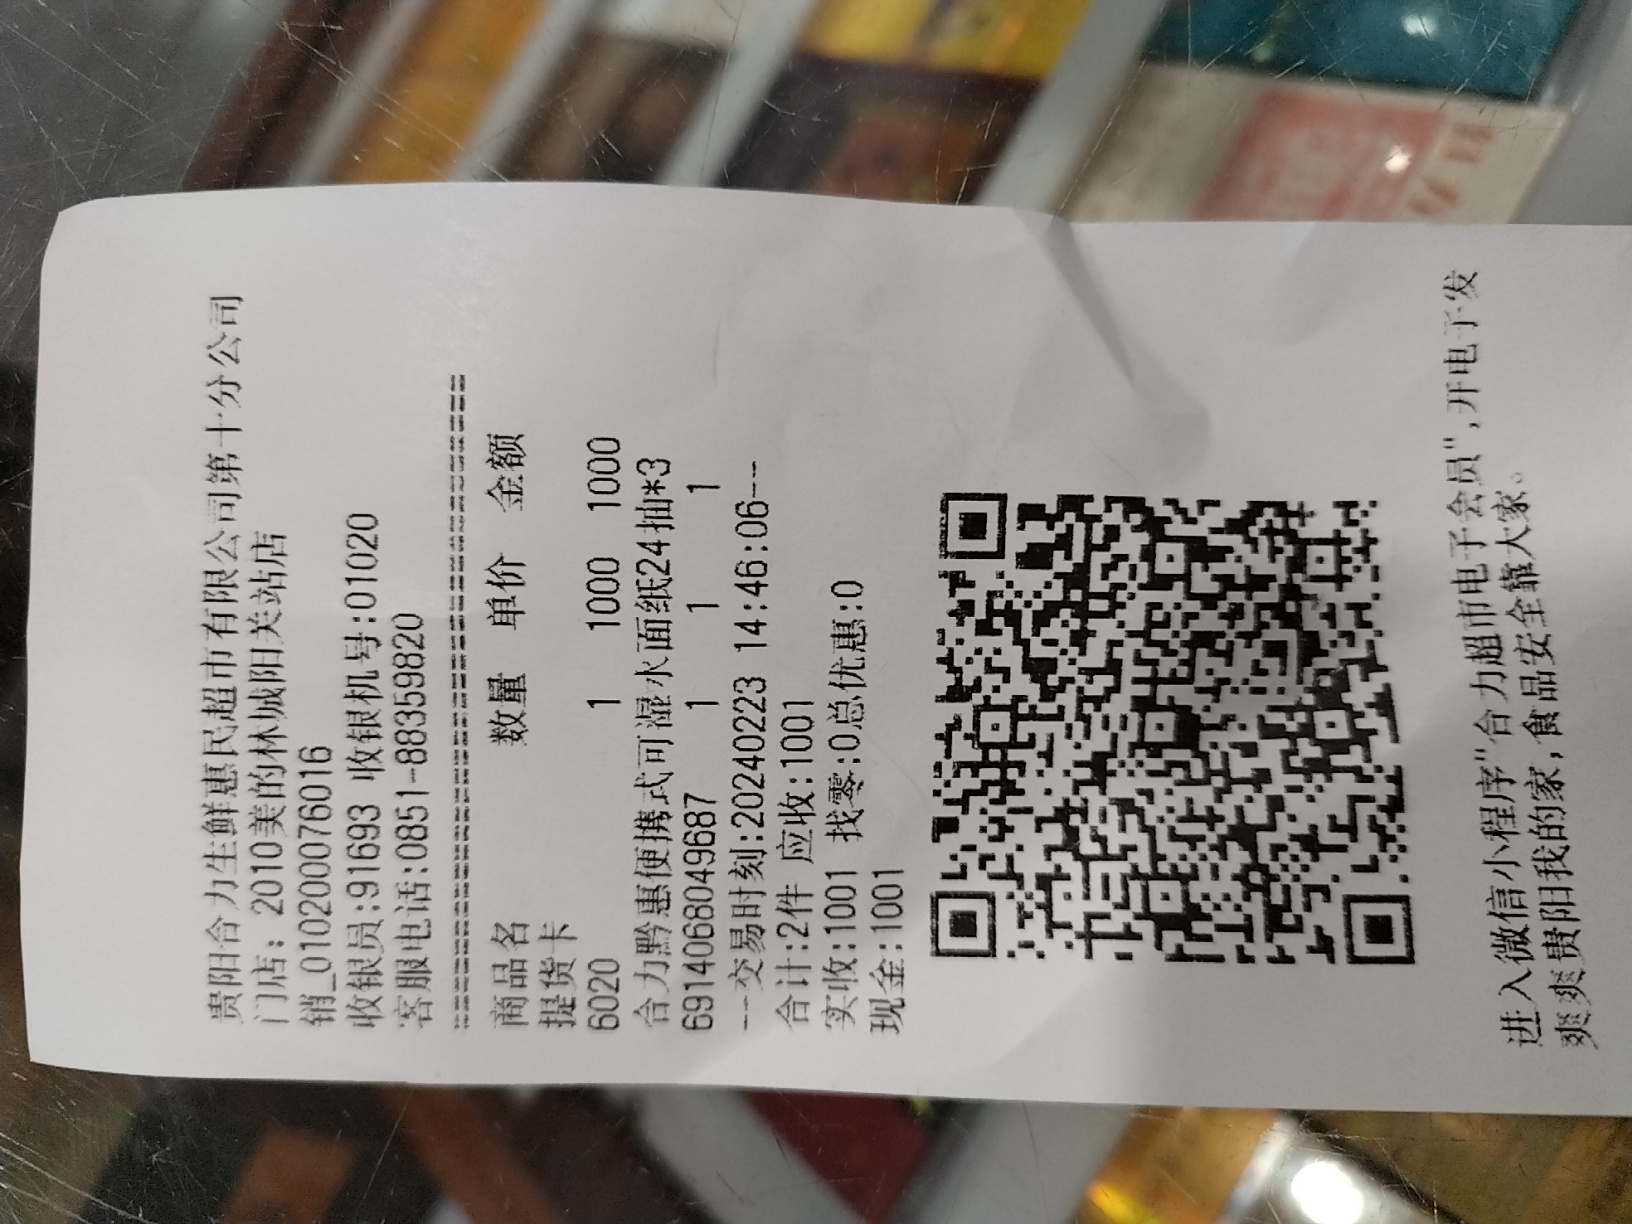 贵阳合力生鲜惠民超市有限公司第十分公司
门店: 2010美的林城阳关站店
销_010200076016
收银员:91693 收银机号:01020
客服电话:0851-88359820
商品名 数量 单价 金额
提货卡
6020 1 1000 1000
合力黔惠便携式可湿水面纸24抽*3
6914068049687 1 1 1
---交易时刻:20240223 14:46:06---
合计:2件 应收:1001
实收:1001 找零:0总优惠:0
现金:1001
进入微信小程序"合力超市电子会员",开电子发
爽爽贵阳我的家,食品安全靠大家。